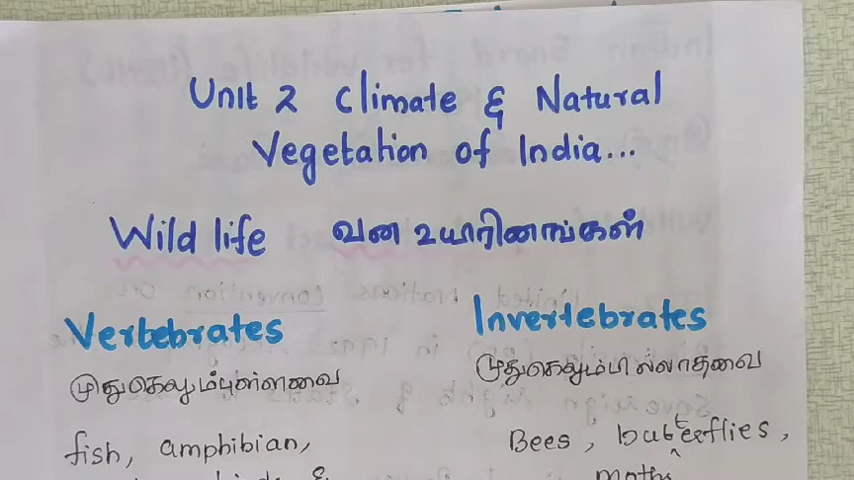 Unit 2 Climate & Natural
Vegetation of India...
Wild life வன உயிரினங்கள்
Vertebrates
முதுகெலும்புள்ளவை
fish, amphibian,
Invertebrates
முதுகெலும்பில்லாதவை
Bees, butterflies,
moths